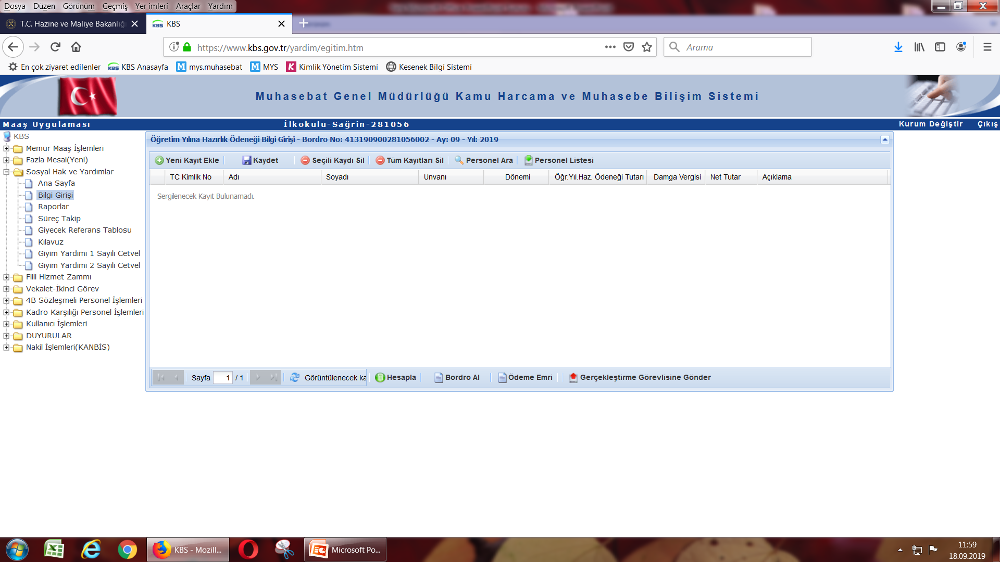 Dosya Düzen Görünüm Geçmiş Yer imleri Araçlar Yardım
T.C. Hazine ve Maliye Bakanlığı
KBS
https://www.kbs.gov.tr/yardim/egitim.htm
Arama
En çok ziyaret edilenler KBS Anasayfa mys.muhasebat MYS Kimlik Yönetim Sistemi Kesenek Bilgi Sistemi
Muhasebat Genel Müdürlüğü Kamu Harcama ve Muhasebe Bilişim Sistemi
Maaş Uygulaması İlkokulu-Sağrin-281056 Kurum Değiştir Çıkış
KBS
Memur Maaş İşlemleri
Fazla Mesai(Yeni)
Sosyal Hak ve Yardımlar
Ana Sayfa
Bilgi Girişi
Raporlar
Süreç Takip
Giyecek Referans Tablosu
Kılavuz
Giyim Yardımı 1 Sayılı Cetvel
Giyim Yardımı 2 Sayılı Cetvel
Fiili Hizmet Zammı
Vekalet-İkinci Görev
4B Sözleşmeli Personel İşlemleri
Kadro Karşılığı Personel İşlemleri
Kullanıcı İşlemleri
DUYURULAR
Nakil İşlemleri(KANBİS)
Öğretim Yılına Hazırlık Ödeneği Bilgi Girişi - Bordro No: 413190900281056002 - Ay: 09 - Yıl: 2019
Yeni Kayıt Ekle Kaydet Seçili Kaydı Sil Tüm Kayıtları Sil Personel Ara Personel Listesi
TC Kimlik No Adı Soyadı Unvanı Dönemi Öğr.Yıl.Haz. Ödeneği Tutarı Damga Vergisi Net Tutar Açıklama
Sergilenecek Kayıt Bulunamadı.
Sayfa 1 / 1 Görüntülenecek ka Hesapla Bordro Al Ödeme Emri Gerçekleştirme Görevlisine Gönder
KBS - Mozill...
Microsoft Po...
11:59
18.09.2019